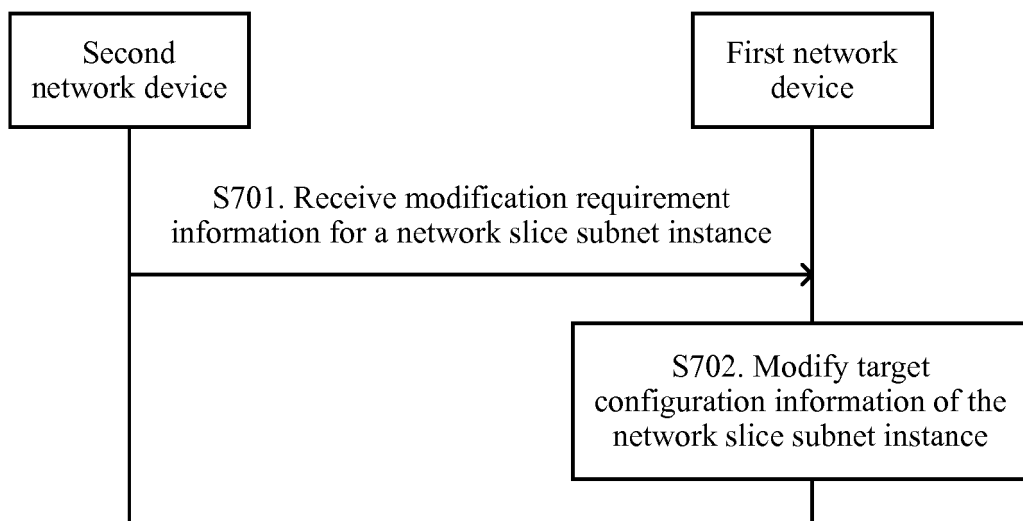 Second
network device
First network
device
S701. Receive modification requirement
information for a network slice subnet instance
S702. Modify target
configuration information of the
network slice subnet instance